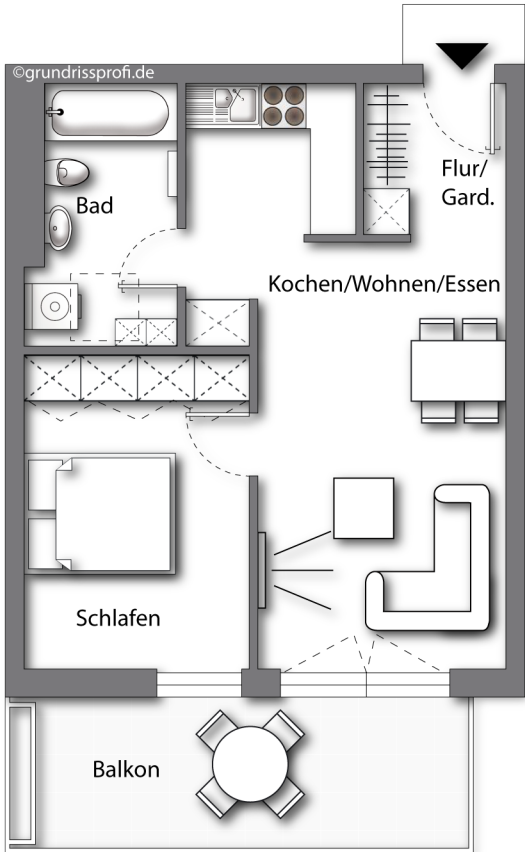 ©grundrissprofi.de
Flur/
Gard.
Bad
Kochen/Wohnen/Essen
Schlafen
Balkon